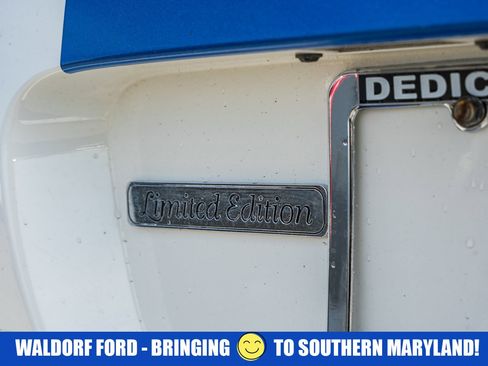 DEDIC
Limited Edition
WALDORF FORD - BRINGING 😊 TO SOUTHERN MARYLAND!